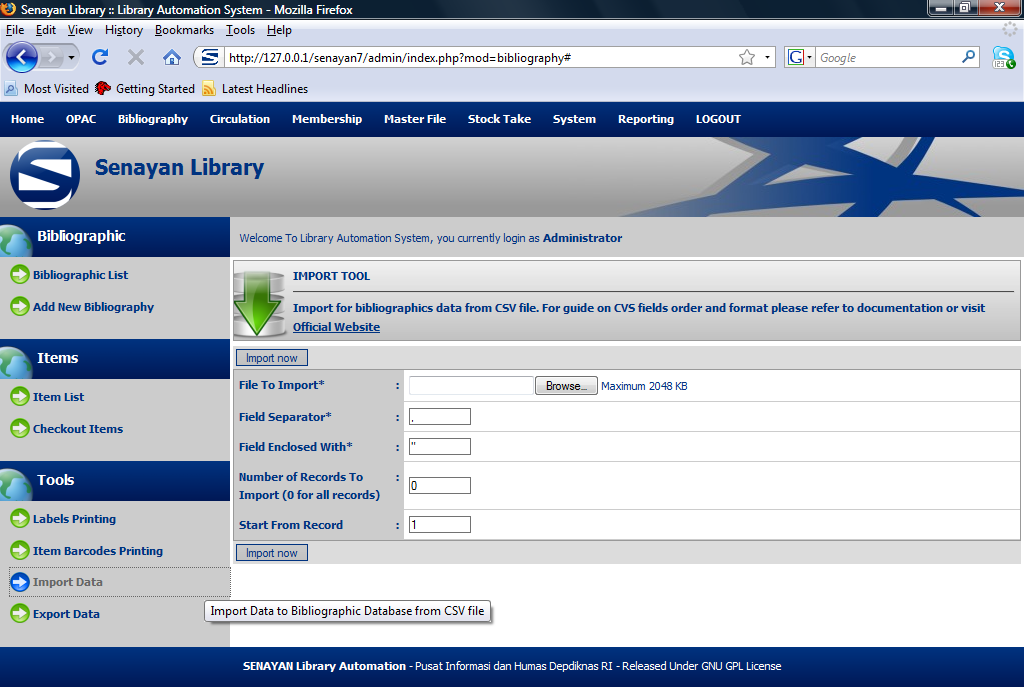 Senayan Library :: Library Automation System - Mozilla Firefox
File Edit View History Bookmarks Tools Help
http://127.0.0.1/senayan7/admin/index.php?mod=bibliography#
G Google
123
Most Visited Getting Started Latest Headlines
Home OPAC Bibliography Circulation Membership Master File Stock Take System Reporting LOGOUT
S Senayan Library
Bibliographic
Bibliographic List
Add New Bibliography
Items
Item List
Checkout Items
Tools
Labels Printing
Item Barcodes Printing
Import Data
Export Data
Welcome To Library Automation System, you currently login as Administrator
IMPORT TOOL
Import for bibliographics data from CSV file. For guide on CVS fields order and format please refer to documentation or visit
Official Website
Import now
File To Import* : Browse... Maximum 2048 KB
Field Separator* : ,
Field Enclosed With* : "
Number of Records To : 0
Import (0 for all records)
Start From Record : 1
Import now
Import Data to Bibliographic Database from CSV file
SENAYAN Library Automation - Pusat Informasi dan Humas Depdiknas RI - Released Under GNU GPL License